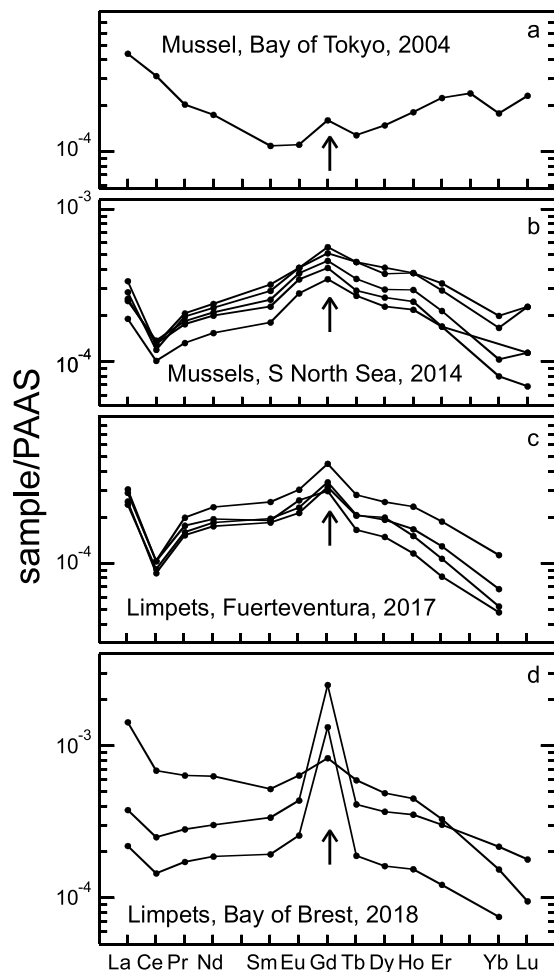 a
Mussel, Bay of Tokyo, 2004
10⁻⁴
10⁻³
b
10⁻⁴
Mussels, S North Sea, 2014
sample/PAAS
c
10⁻⁴
Limpets, Fuerteventura, 2017
d
10⁻³
10⁻⁴
Limpets, Bay of Brest, 2018
La Ce Pr Nd Sm Eu Gd Tb Dy Ho Er Yb Lu